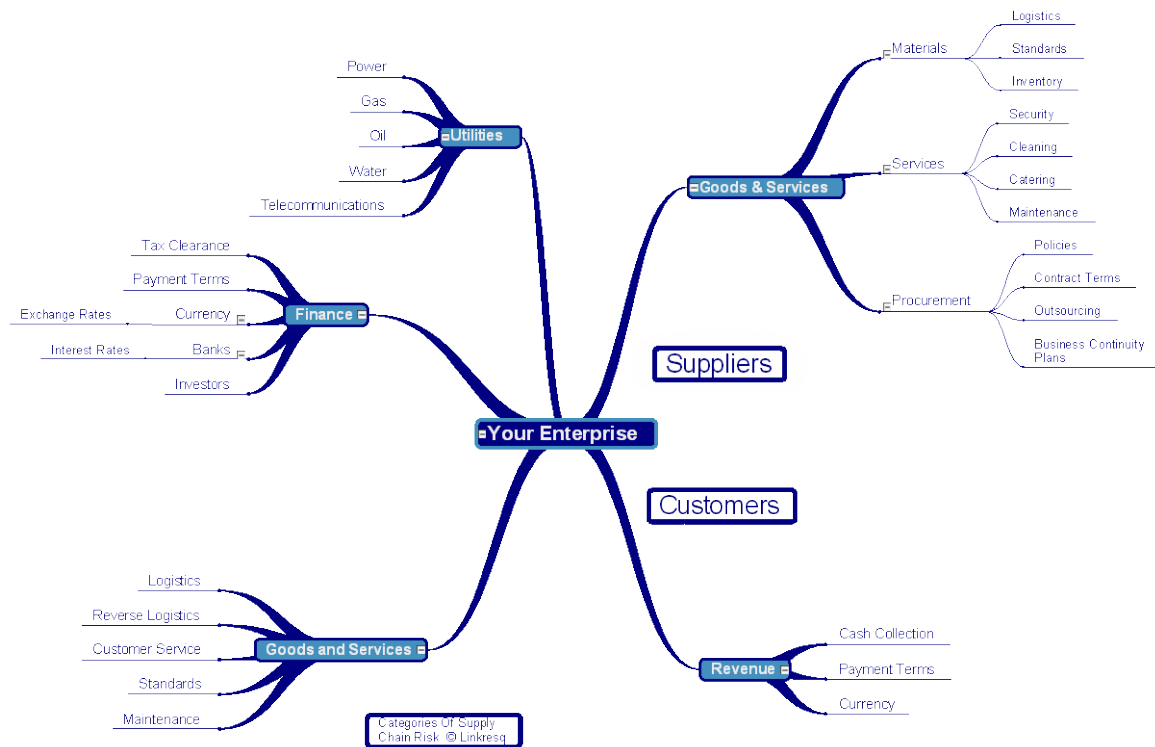 Power
Gas
Oil
Water
Telecommunications
Utilities
Tax Clearance
Payment Terms
Exchange Rates
Currency
Interest Rates
Banks
Investors
Finance
Goods & Services
Materials
Logistics
Standards
Inventory
Services
Security
Cleaning
Catering
Maintenance
Procurement
Policies
Contract Terms
Outsourcing
Business Continuity
Plans
Suppliers
Your Enterprise
Customers
Logistics
Reverse Logistics
Customer Service
Standards
Maintenance
Goods and Services
Revenue
Cash Collection
Payment Terms
Currency
Categories Of Supply
Chain Risk © Linkresq